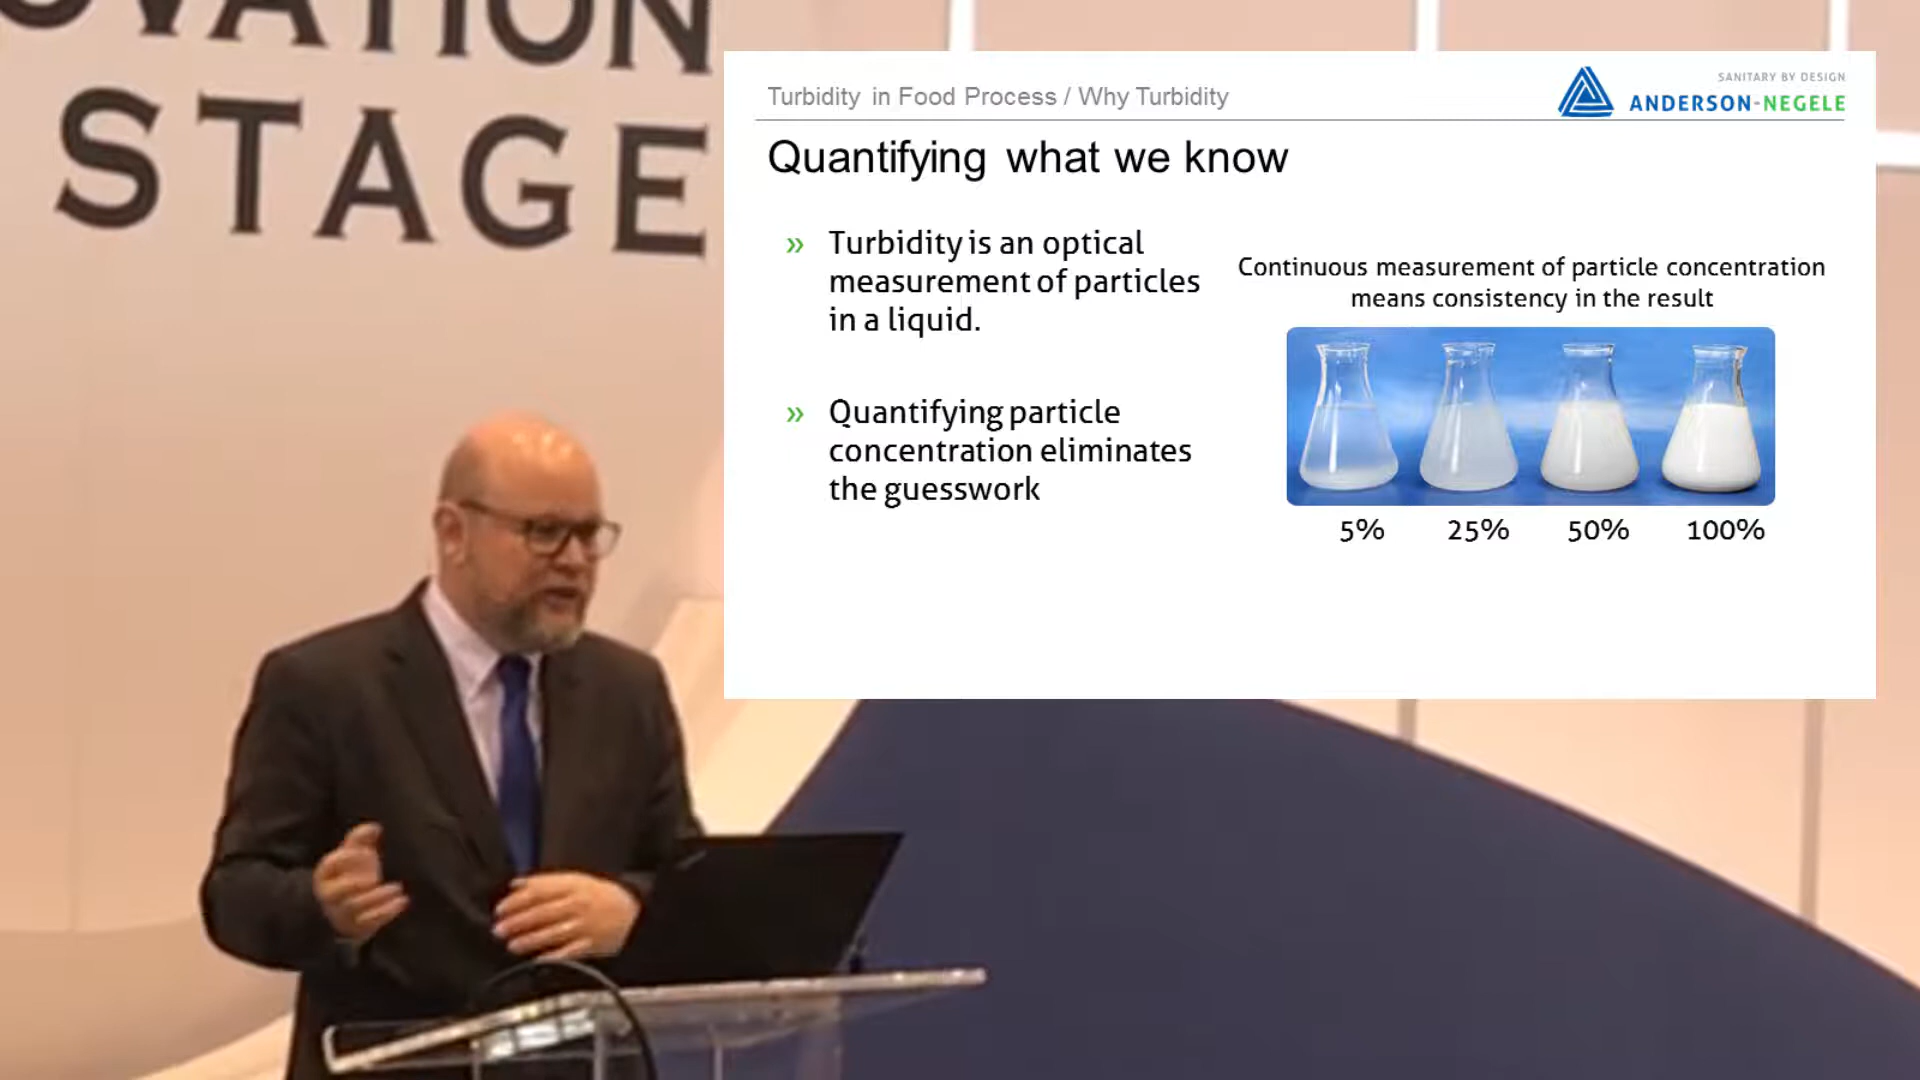 OVATION
STAGE
SANITARY BY DESIGN
Turbidity in Food Process / Why Turbidity
ANDERSON-NEGELE
Quantifying what we know
» Turbidity is an optical
measurement of particles
in a liquid.
» Quantifying particle
concentration eliminates
the guesswork
Continuous measurement of particle concentration
means consistency in the result
5% 25% 50% 100%